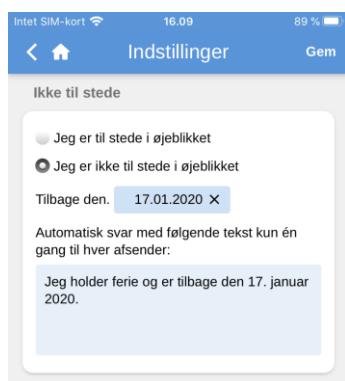 Intet SIM-kort 16.09 89 %
Indstillinger Gem
Ikke til stede
Jeg er til stede i øjeblikket
Jeg er ikke til stede i øjeblikket
Tilbage den. 17.01.2020 ×
Automatisk svar med følgende tekst kun én
gang til hver afsender:
Jeg holder ferie og er tilbage den 17. januar
2020.